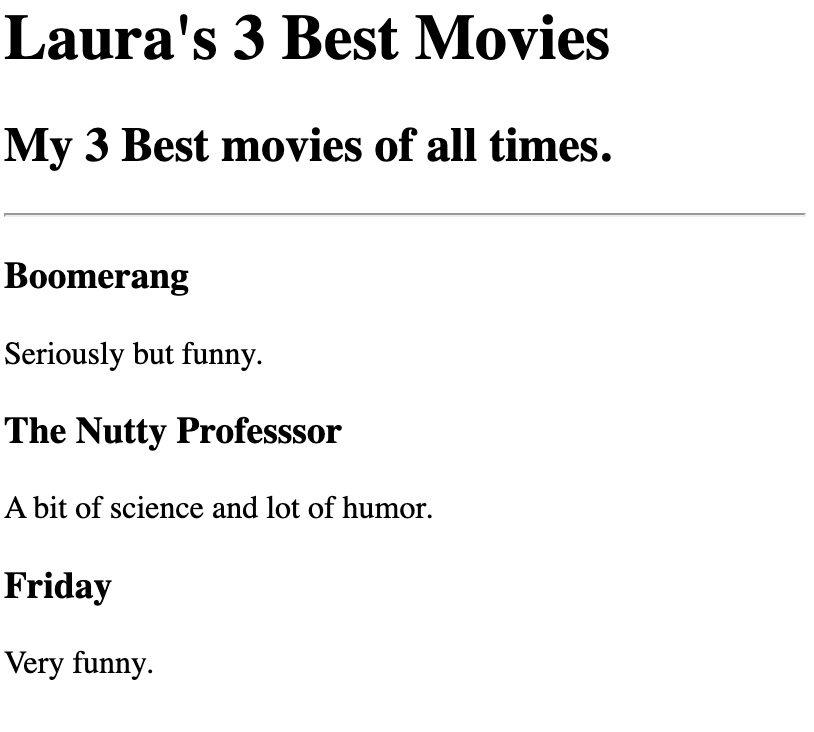 Laura's 3 Best Movies
My 3 Best movies of all times.
Boomerang
Seriously but funny.
The Nutty Professsor
A bit of science and lot of humor.
Friday
Very funny.